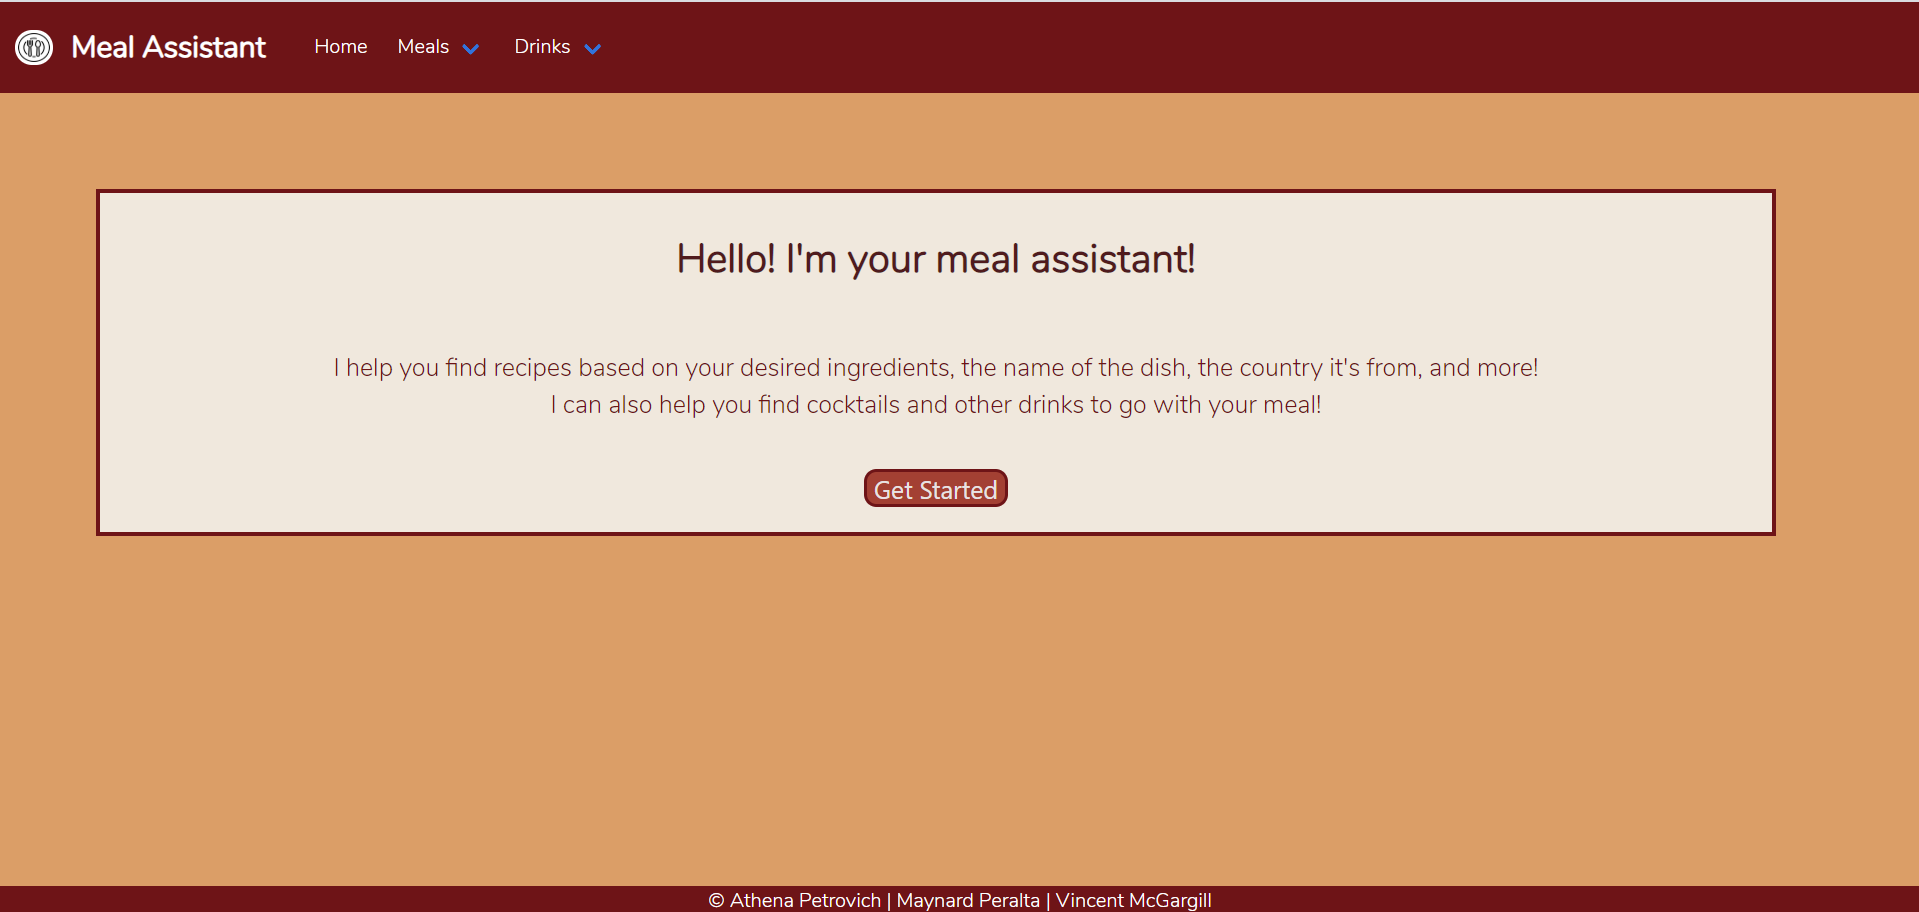 Meal Assistant Home Meals Drinks
Hello! I'm your meal assistant!
I help you find recipes based on your desired ingredients, the name of the dish, the country it's from, and more!
I can also help you find cocktails and other drinks to go with your meal!
Get Started
© Athena Petrovich | Maynard Peralta | Vincent McGargill